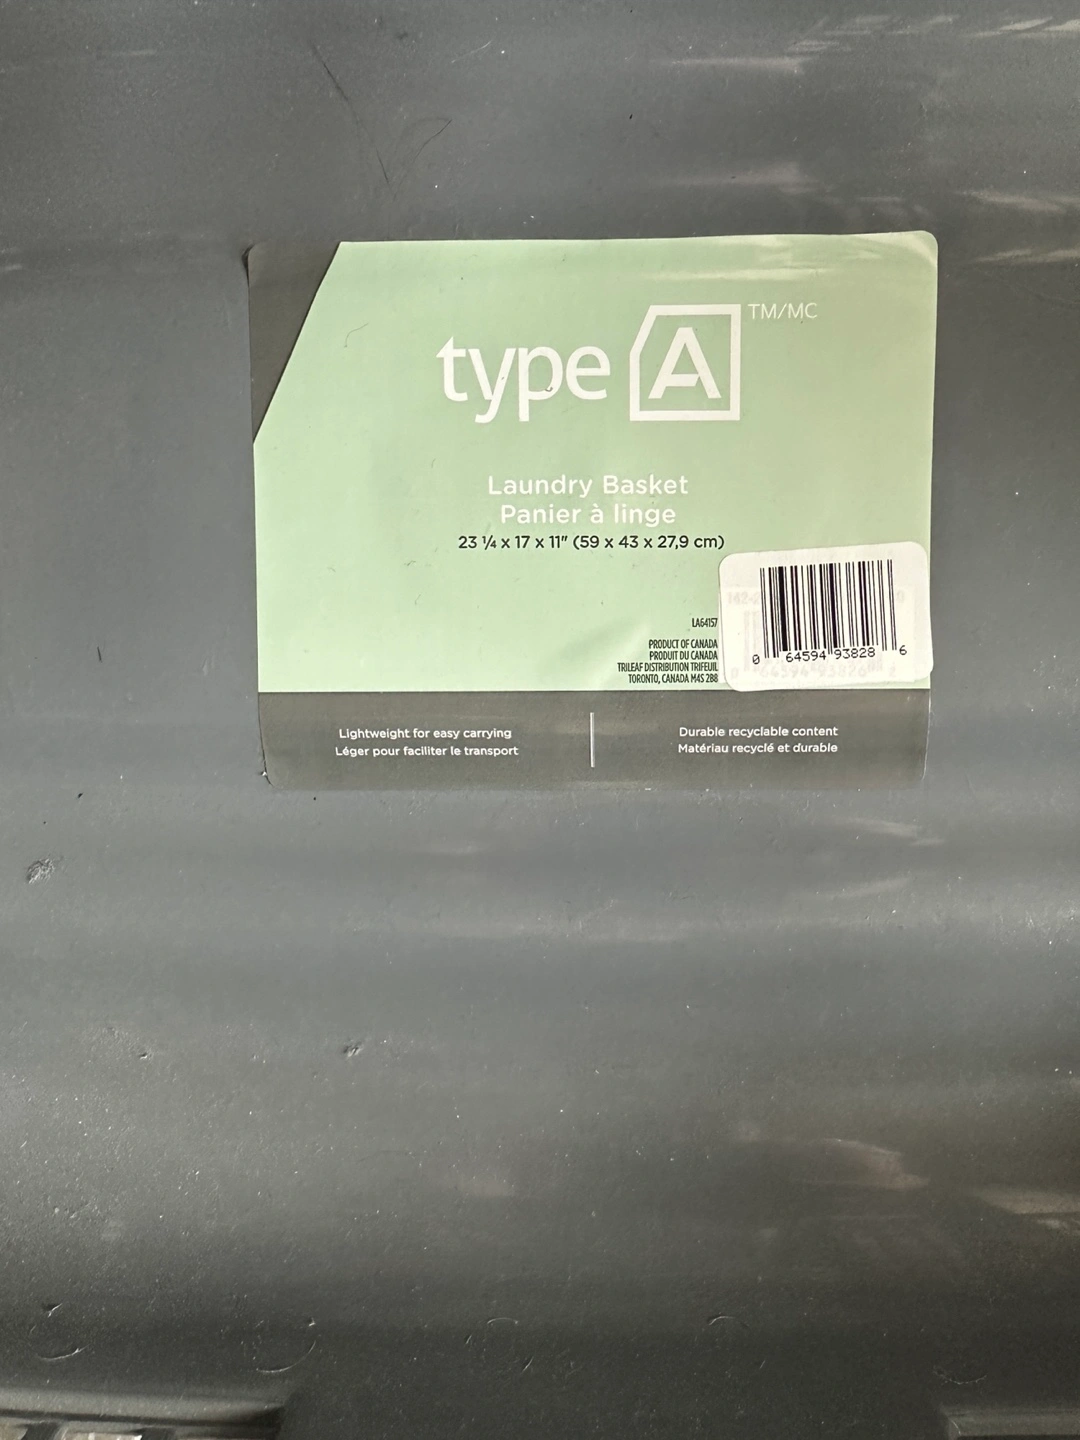 type A TM/MC
Laundry Basket
Panier à linge
23 ¼ x 17 x 11" (59 x 43 x 27,9 cm)
LA64157
PRODUCT OF CANADA
PRODUIT DU CANADA
TRILEAF DISTRIBUTION TRIFEUIL
TORONTO, CANADA M4S 2B8
0 64594 93828 6
Lightweight for easy carrying
Léger pour faciliter le transport
Durable recyclable content
Matériau recyclé et durable